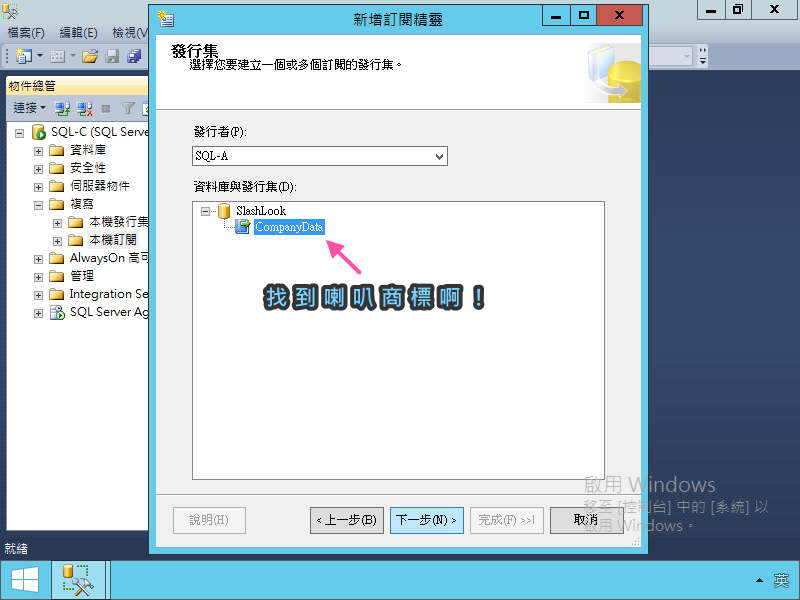 新增訂閱精靈
檔案(F) 編輯(E) 檢視(V
物件總管
連接
SQL-C (SQL Serve
資料庫
安全性
伺服器物件
複寫
本機發行集
本機訂閱
AlwaysOn 高可
管理
Integration Se
SQL Server Ag
發行集
選擇您要建立一個或多個訂閱的發行集。
發行者(P):
SQL-A
資料庫與發行集(D):
SlashLook
CompanyData
找到喇叭商標啊！
說明(H)
< 上一步(B)
下一步(N) >
完成(F) >>|
取消
啟用 Windows
移至 [控制台] 中的 [系統] 以
啟用 Windows。
就緒
英